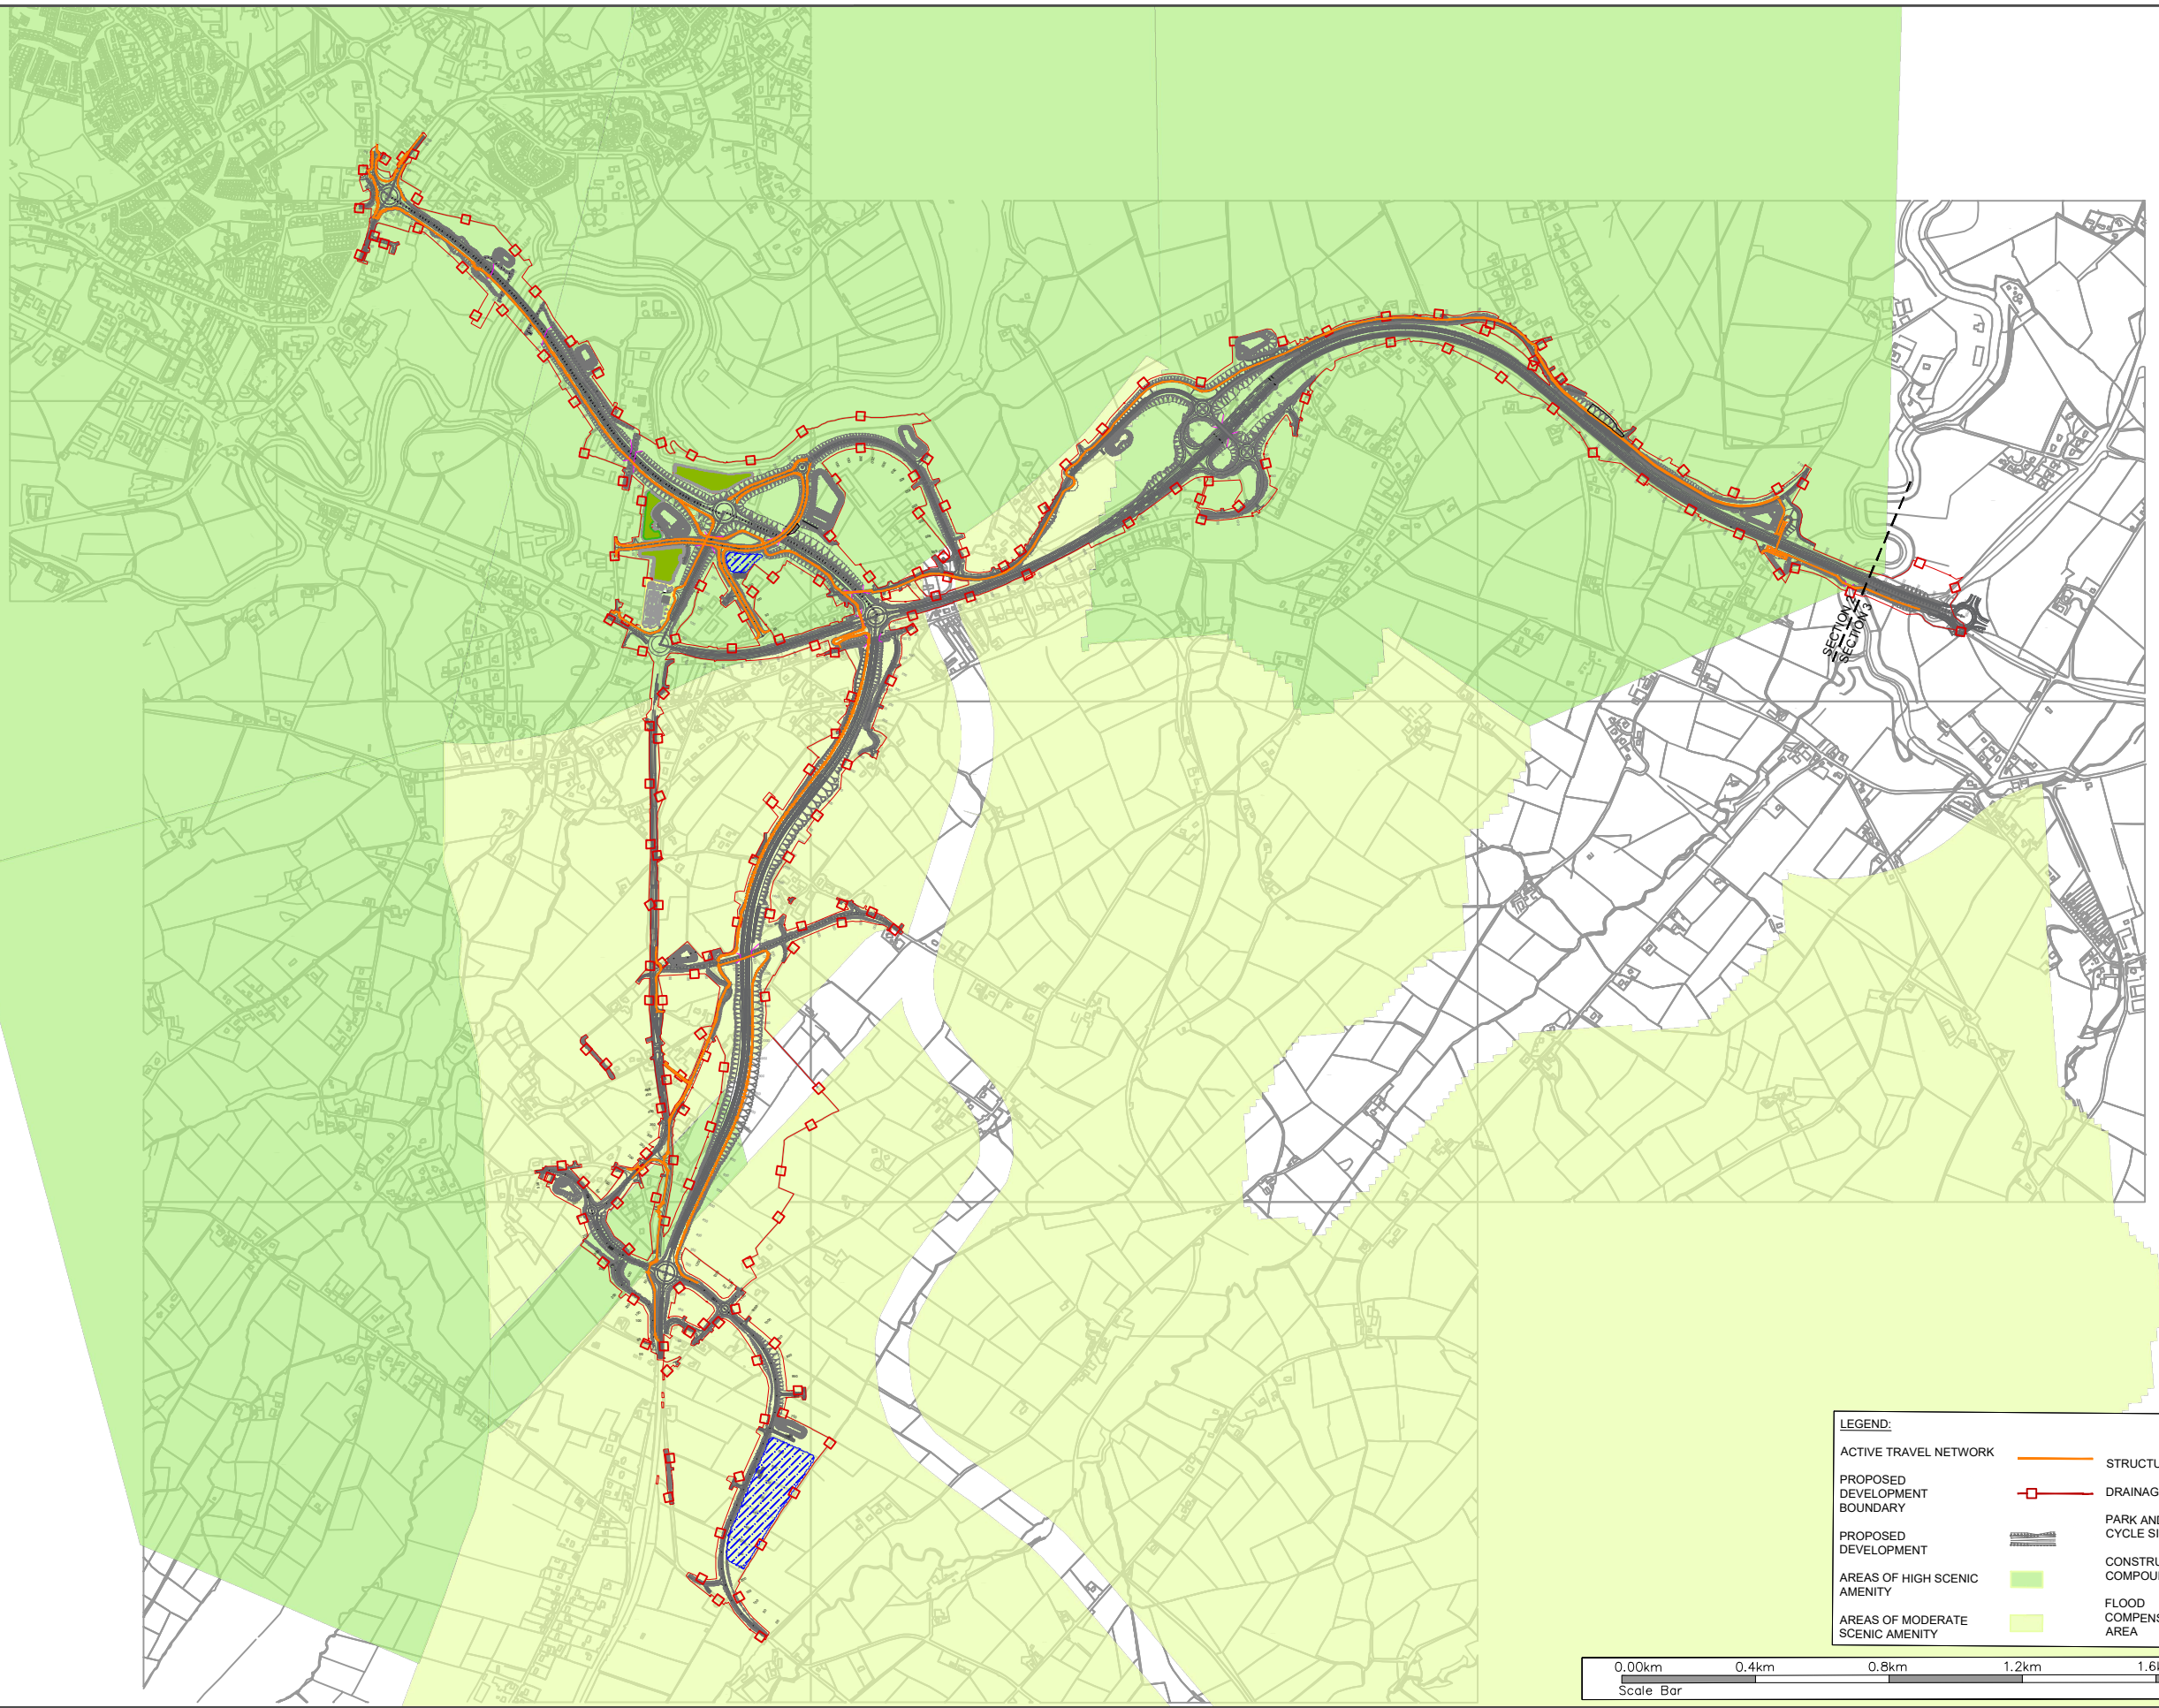 SECTION 2
SECTION 3
LEGEND:
ACTIVE TRAVEL NETWORK
PROPOSED
DEVELOPMENT
BOUNDARY
PROPOSED
DEVELOPMENT
AREAS OF HIGH SCENIC
AMENITY
AREAS OF MODERATE
SCENIC AMENITY
STRUCTU
DRAINAG
PARK AN
CYCLE SI
CONSTRU
COMPOU
FLOOD
COMPENS
AREA
0.00km 0.4km 0.8km 1.2km 1.6k
Scale Bar